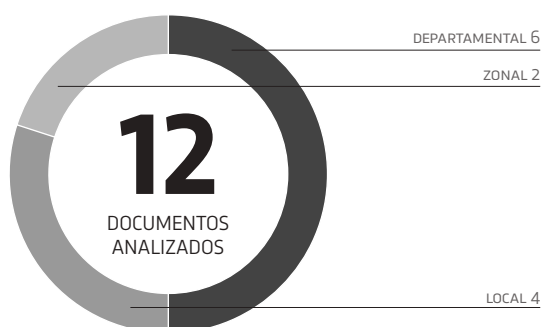 DEPARTAMENTAL 6
ZONAL 2
12
DOCUMENTOS
ANALIZADOS
LOCAL 4